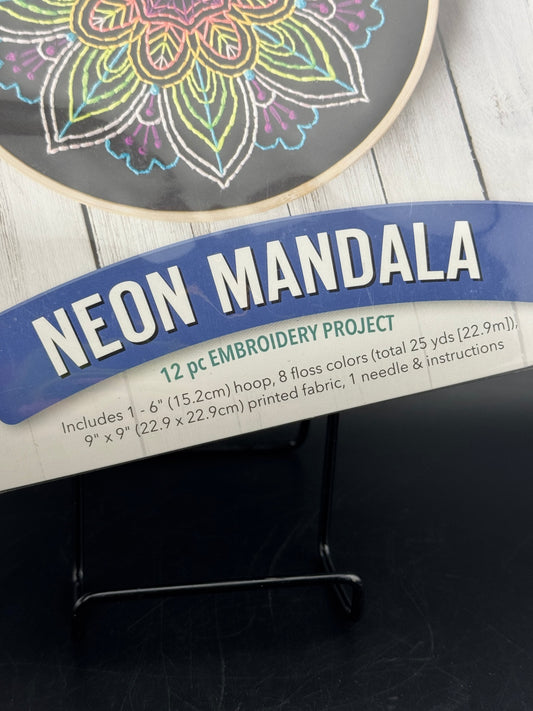 NEON MANDALA
12 pc EMBROIDERY PROJECT
Includes 1 - 6" (15.2cm) hoop, 8 floss colors (total 25 yds [22.9m]),
9" x 9" (22.9 x 22.9cm) printed fabric, 1 needle & instructions